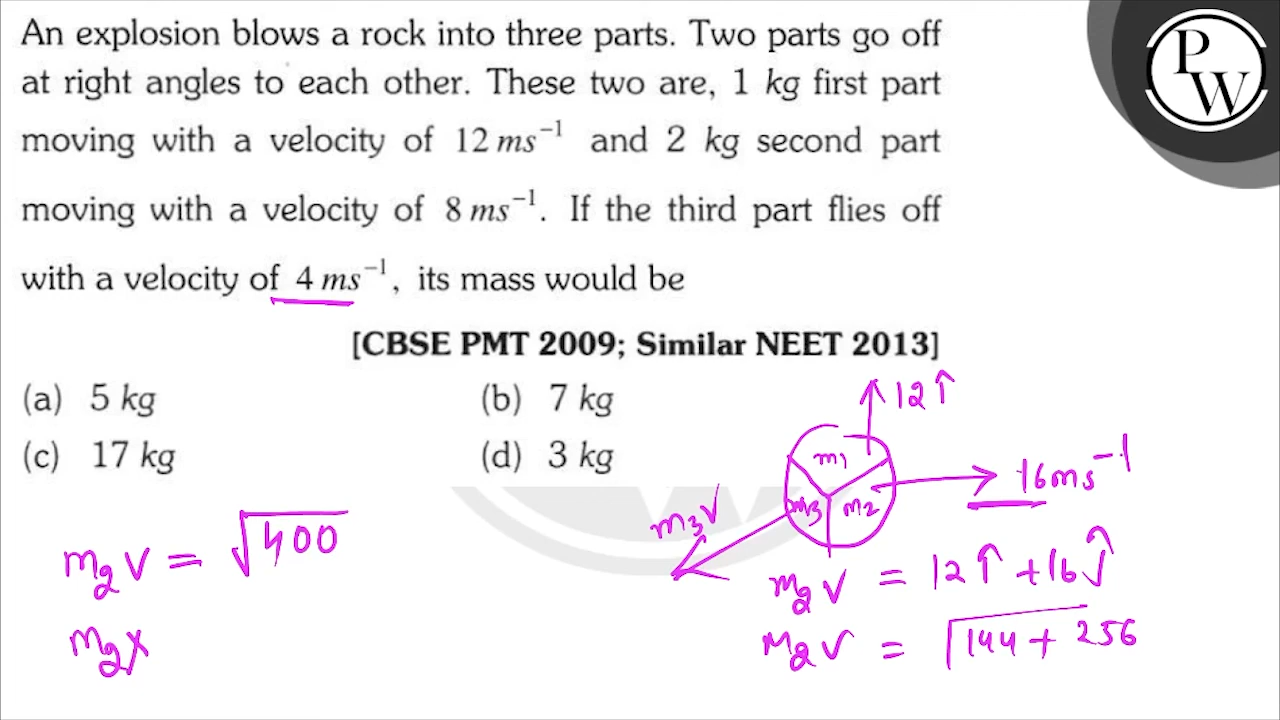 An explosion blows a rock into three parts. Two parts go off
at right angles to each other. These two are, 1 kg first part
moving with a velocity of 12 ms⁻¹ and 2 kg second part
moving with a velocity of 8 ms⁻¹. If the third part flies off
with a velocity of 4 ms⁻¹, its mass would be
[CBSE PMT 2009; Similar NEET 2013]
(a) 5 kg (b) 7 kg
(c) 17 kg (d) 3 kg
PW
12î
m₁
16ms⁻¹
m₃ m₂
m₃v
m₂v = √400
m₂v = 12î + 16ĵ
m₂x
m₂v = √144 + 256